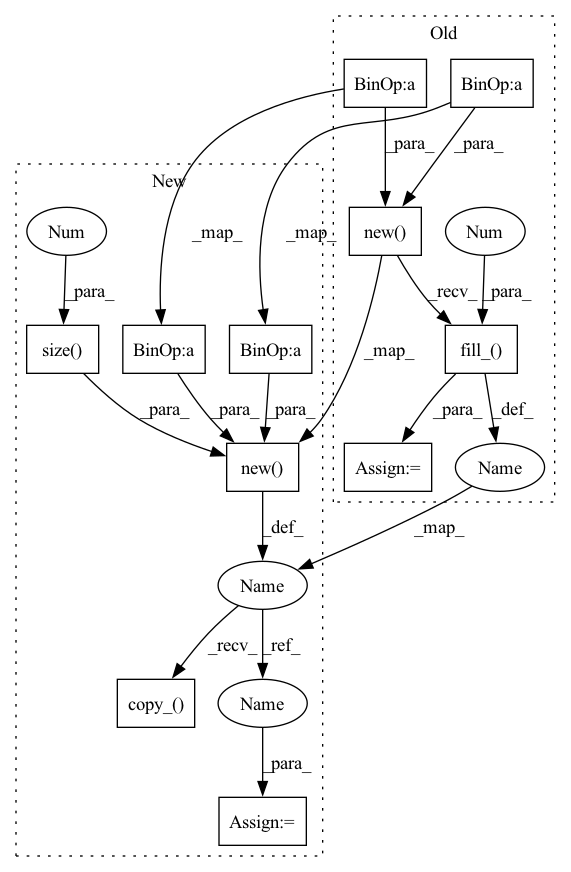 Old
BinOp:a
BinOp:a
_para_
_para_
New
_map_
_map_
Num
new()
Num
_para_
_recv_
_para_
size()
BinOp:a
BinOp:a
_map_
fill_()
_para_
_para_
_para_
_para_
_def_
new()
Assign:=
Name
_def_
_map_
Name
_recv_
_ref_
copy_()
Name
_para_
Assign:=